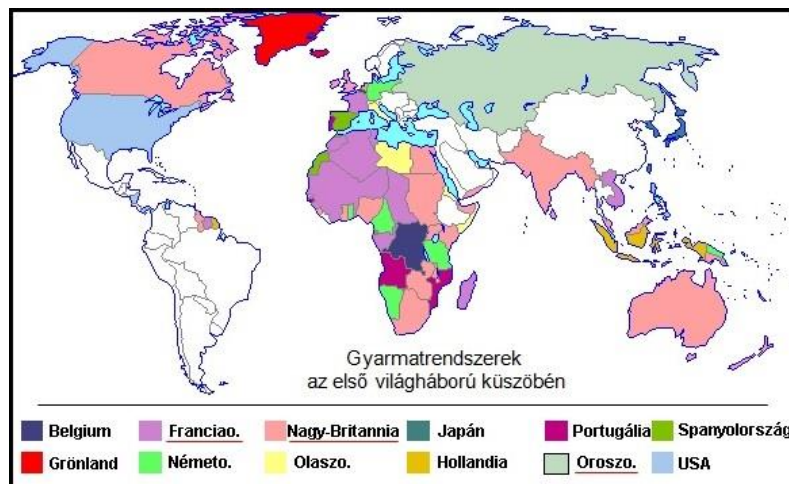 Gyarmatrendszerek
az első világháború küszöbén
Belgium Franciao. Nagy-Britannia Japán Portugália Spanyolország
Grönland Németo. Olaszo. Hollandia Oroszo. USA